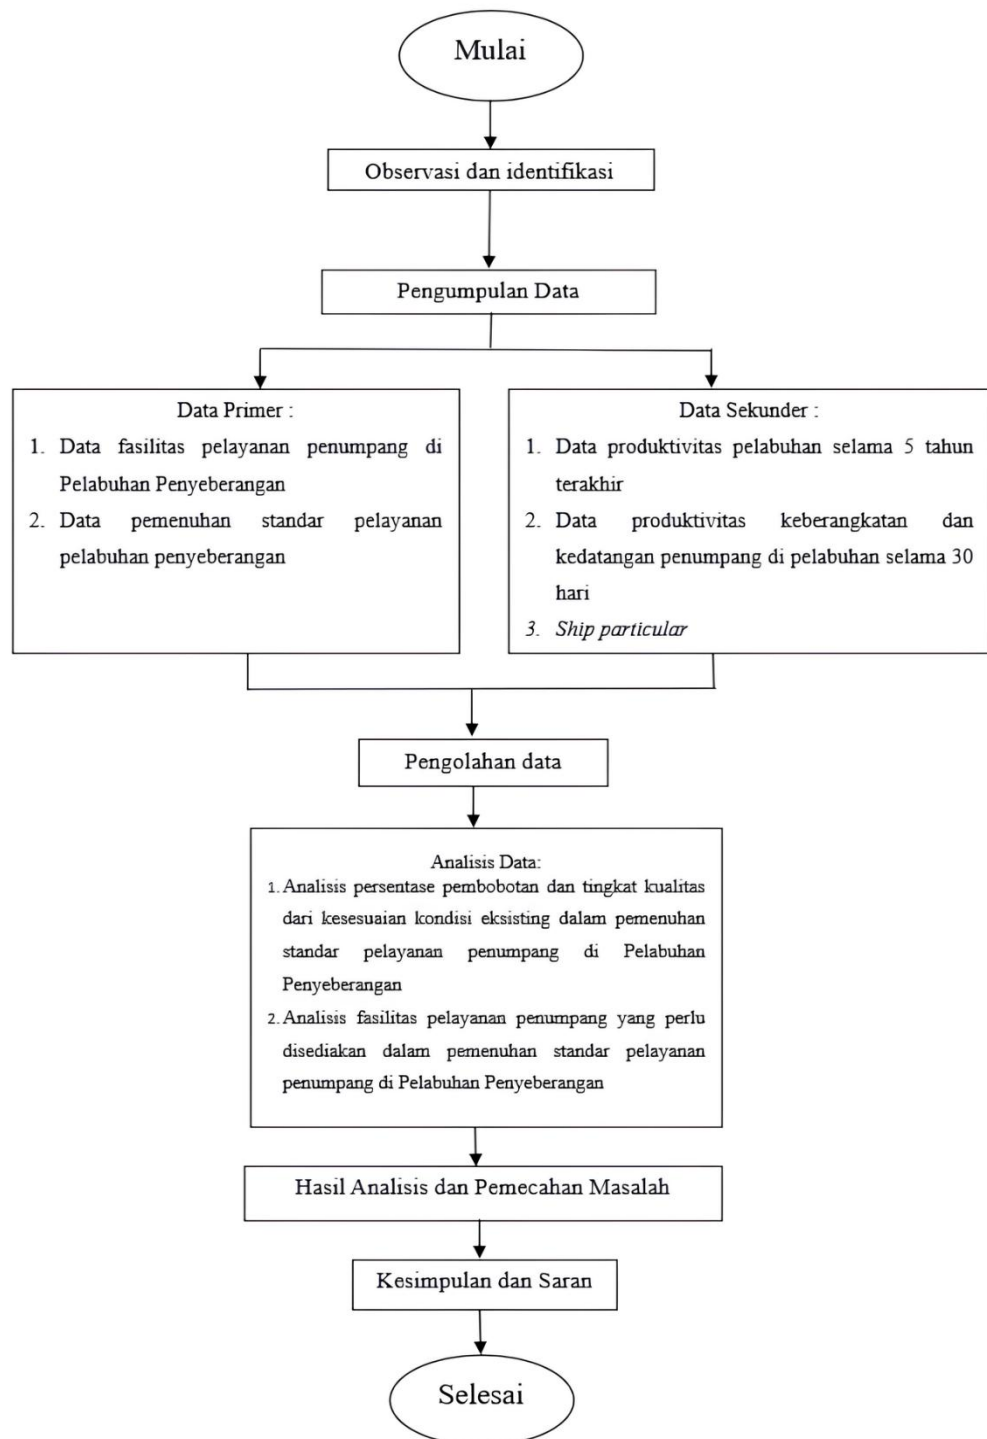 Mulai
Observasi dan identifikasi
Pengumpulan Data
Data Primer :
1. Data fasilitas pelayanan penumpang di
Pelabuhan Penyeberangan
2. Data pemenuhan standar pelayanan
pelabuhan penyeberangan
Data Sekunder :
1. Data produktivitas pelabuhan selama 5 tahun
terakhir
2. Data produktivitas keberangkatan dan
kedatangan penumpang di pelabuhan selama 30
hari
3. Ship particular
Pengolahan data
Analisis Data:
1. Analisis persentase pembobotan dan tingkat kualitas
dari kesesuaian kondisi eksisting dalam pemenuhan
standar pelayanan penumpang di Pelabuhan
Penyeberangan
2. Analisis fasilitas pelayanan penumpang yang perlu
disediakan dalam pemenuhan standar pelayanan
penumpang di Pelabuhan Penyeberangan
Hasil Analisis dan Pemecahan Masalah
Kesimpulan dan Saran
Selesai